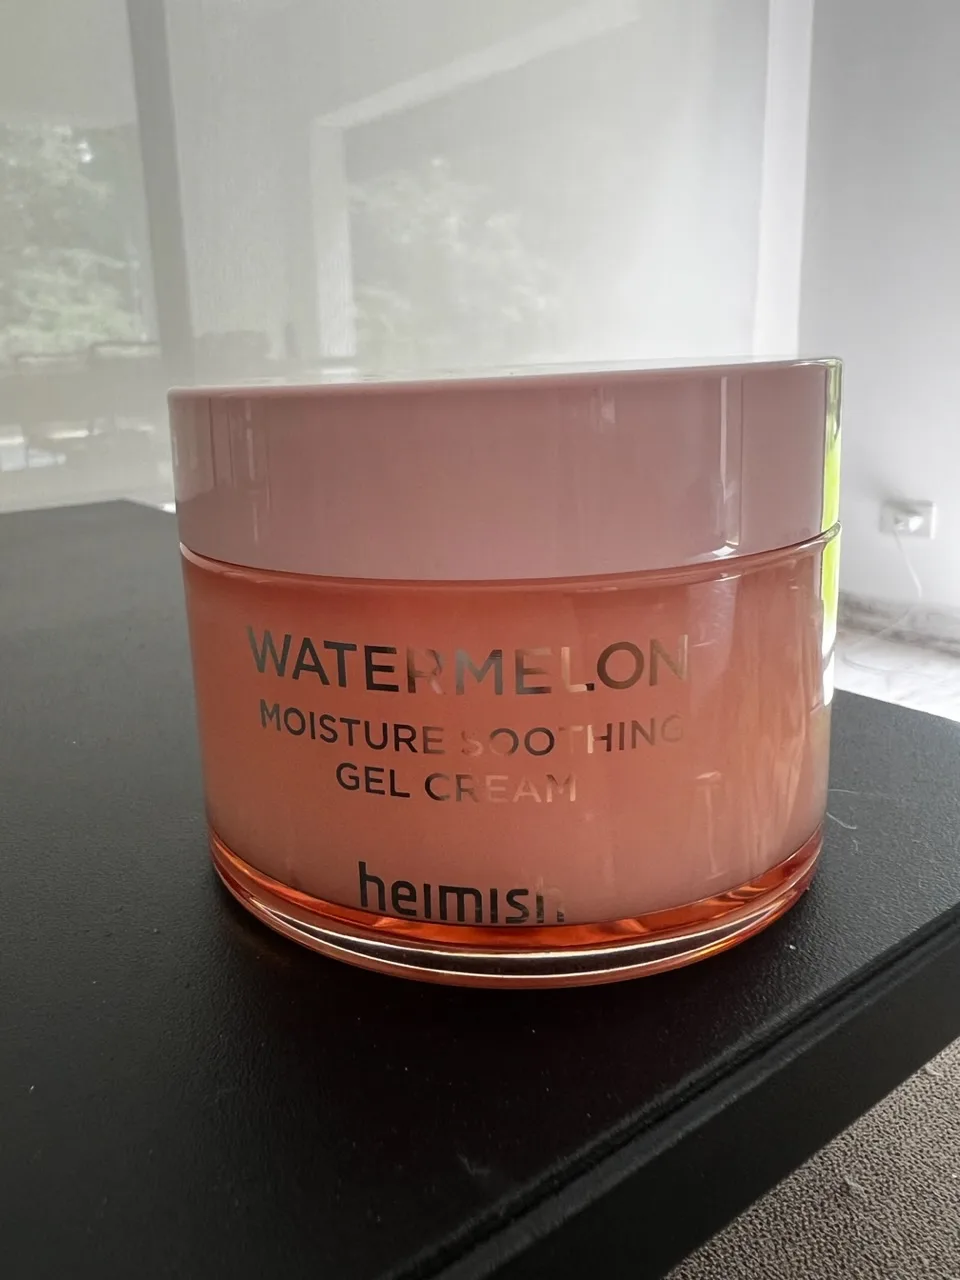 WATERMELON
MOISTURE SOOTHING
GEL CREAM
heimish